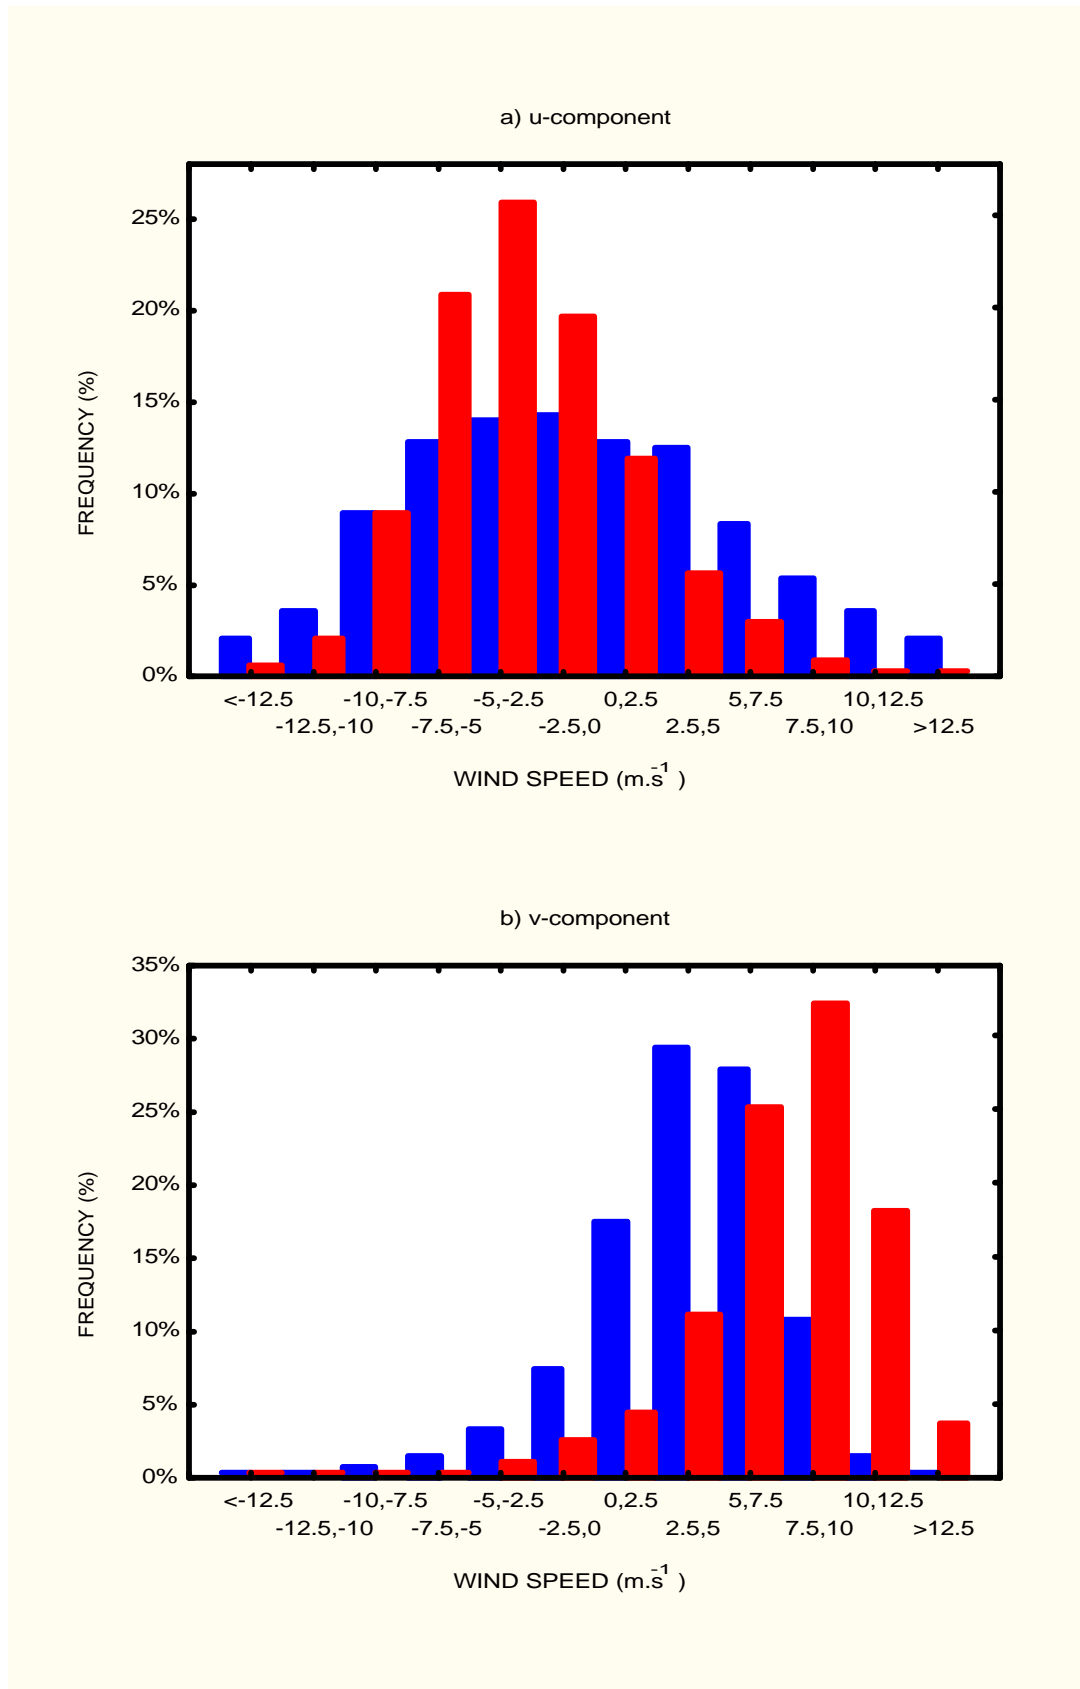 a) u-component
25%
20%
15%
10%
5%
0%
FREQUENCY (%)
<-12.5 -10,-7.5 -5,-2.5 0,2.5 5,7.5 10,12.5
-12.5,-10 -7.5,-5 -2.5,0 2.5,5 7.5,10 >12.5
WIND SPEED (m.s-1 )
b) v-component
35%
30%
25%
20%
15%
10%
5%
0%
FREQUENCY (%)
<-12.5 -10,-7.5 -5,-2.5 0,2.5 5,7.5 10,12.5
-12.5,-10 -7.5,-5 -2.5,0 2.5,5 7.5,10 >12.5
WIND SPEED (m.s-1 )